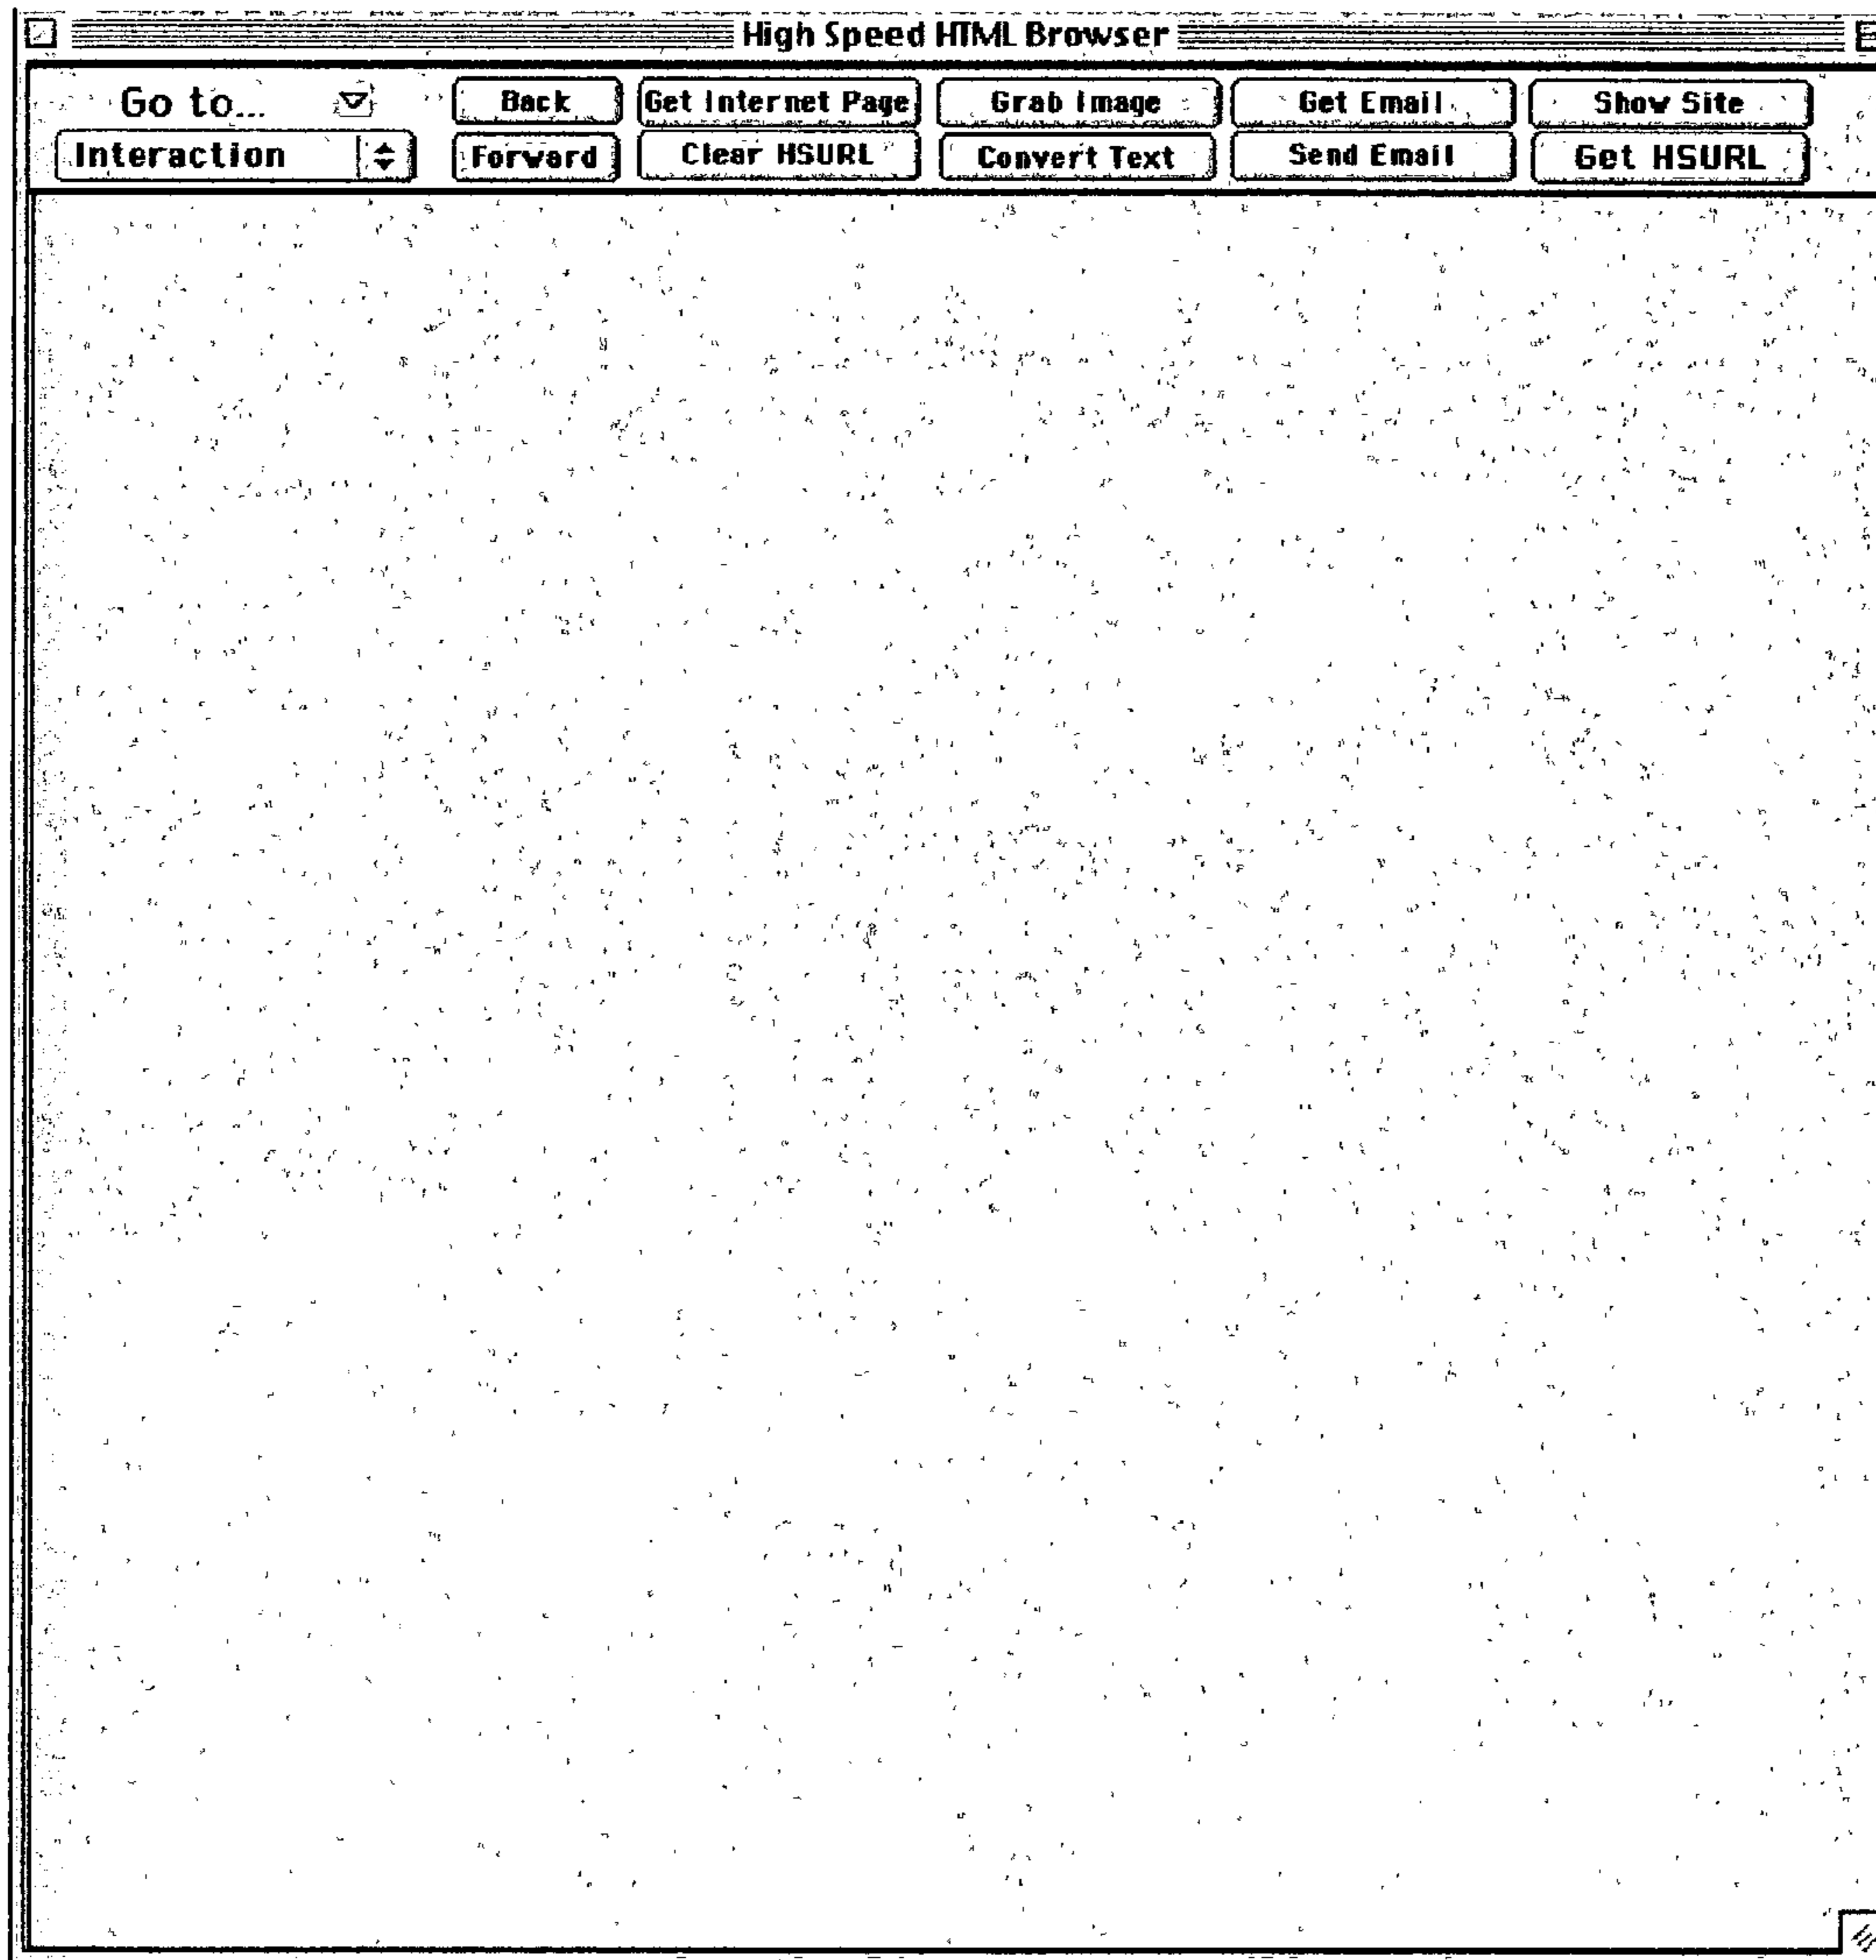 High Speed HTML Browser
Go to... Back Get Internet Page Grab Image Get Email Show Site
Interaction Forward Clear HSURL Convert Text Send Email Get HSURL